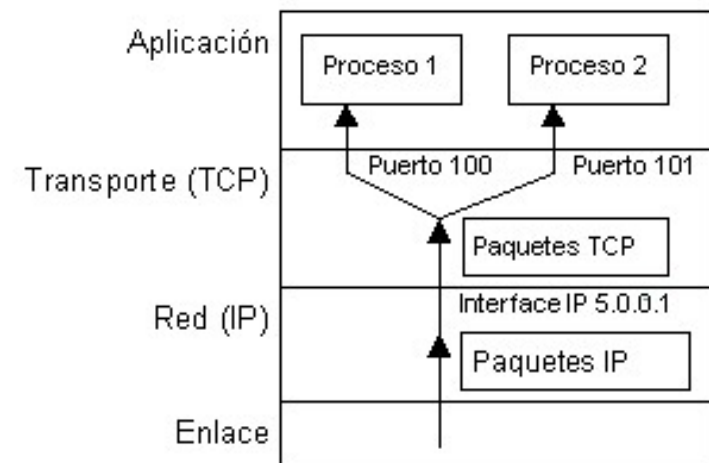 Aplicación
Proceso 1
Proceso 2
Transporte (TCP)
Puerto 100
Puerto 101
Paquetes TCP
Red (IP)
Interface IP 5.0.0.1
Paquetes IP
Enlace